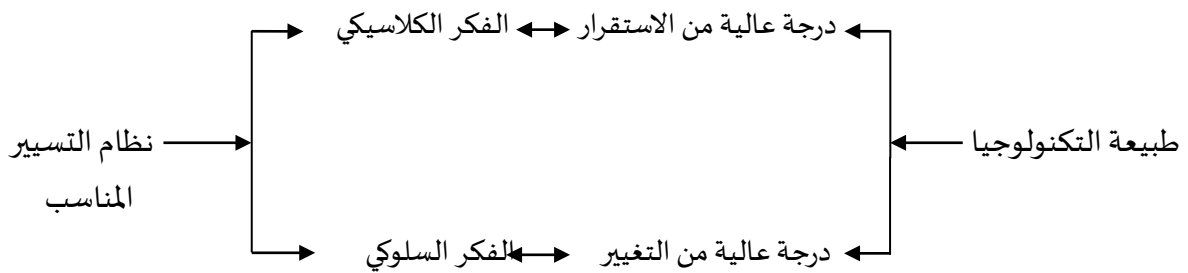 درجة عالية من الاستقرار
الفكر الكلاسيكي
طبيعة التكنولوجيا
نظام التسيير
المناسب
درجة عالية من التغيير
الفكر السلوكي